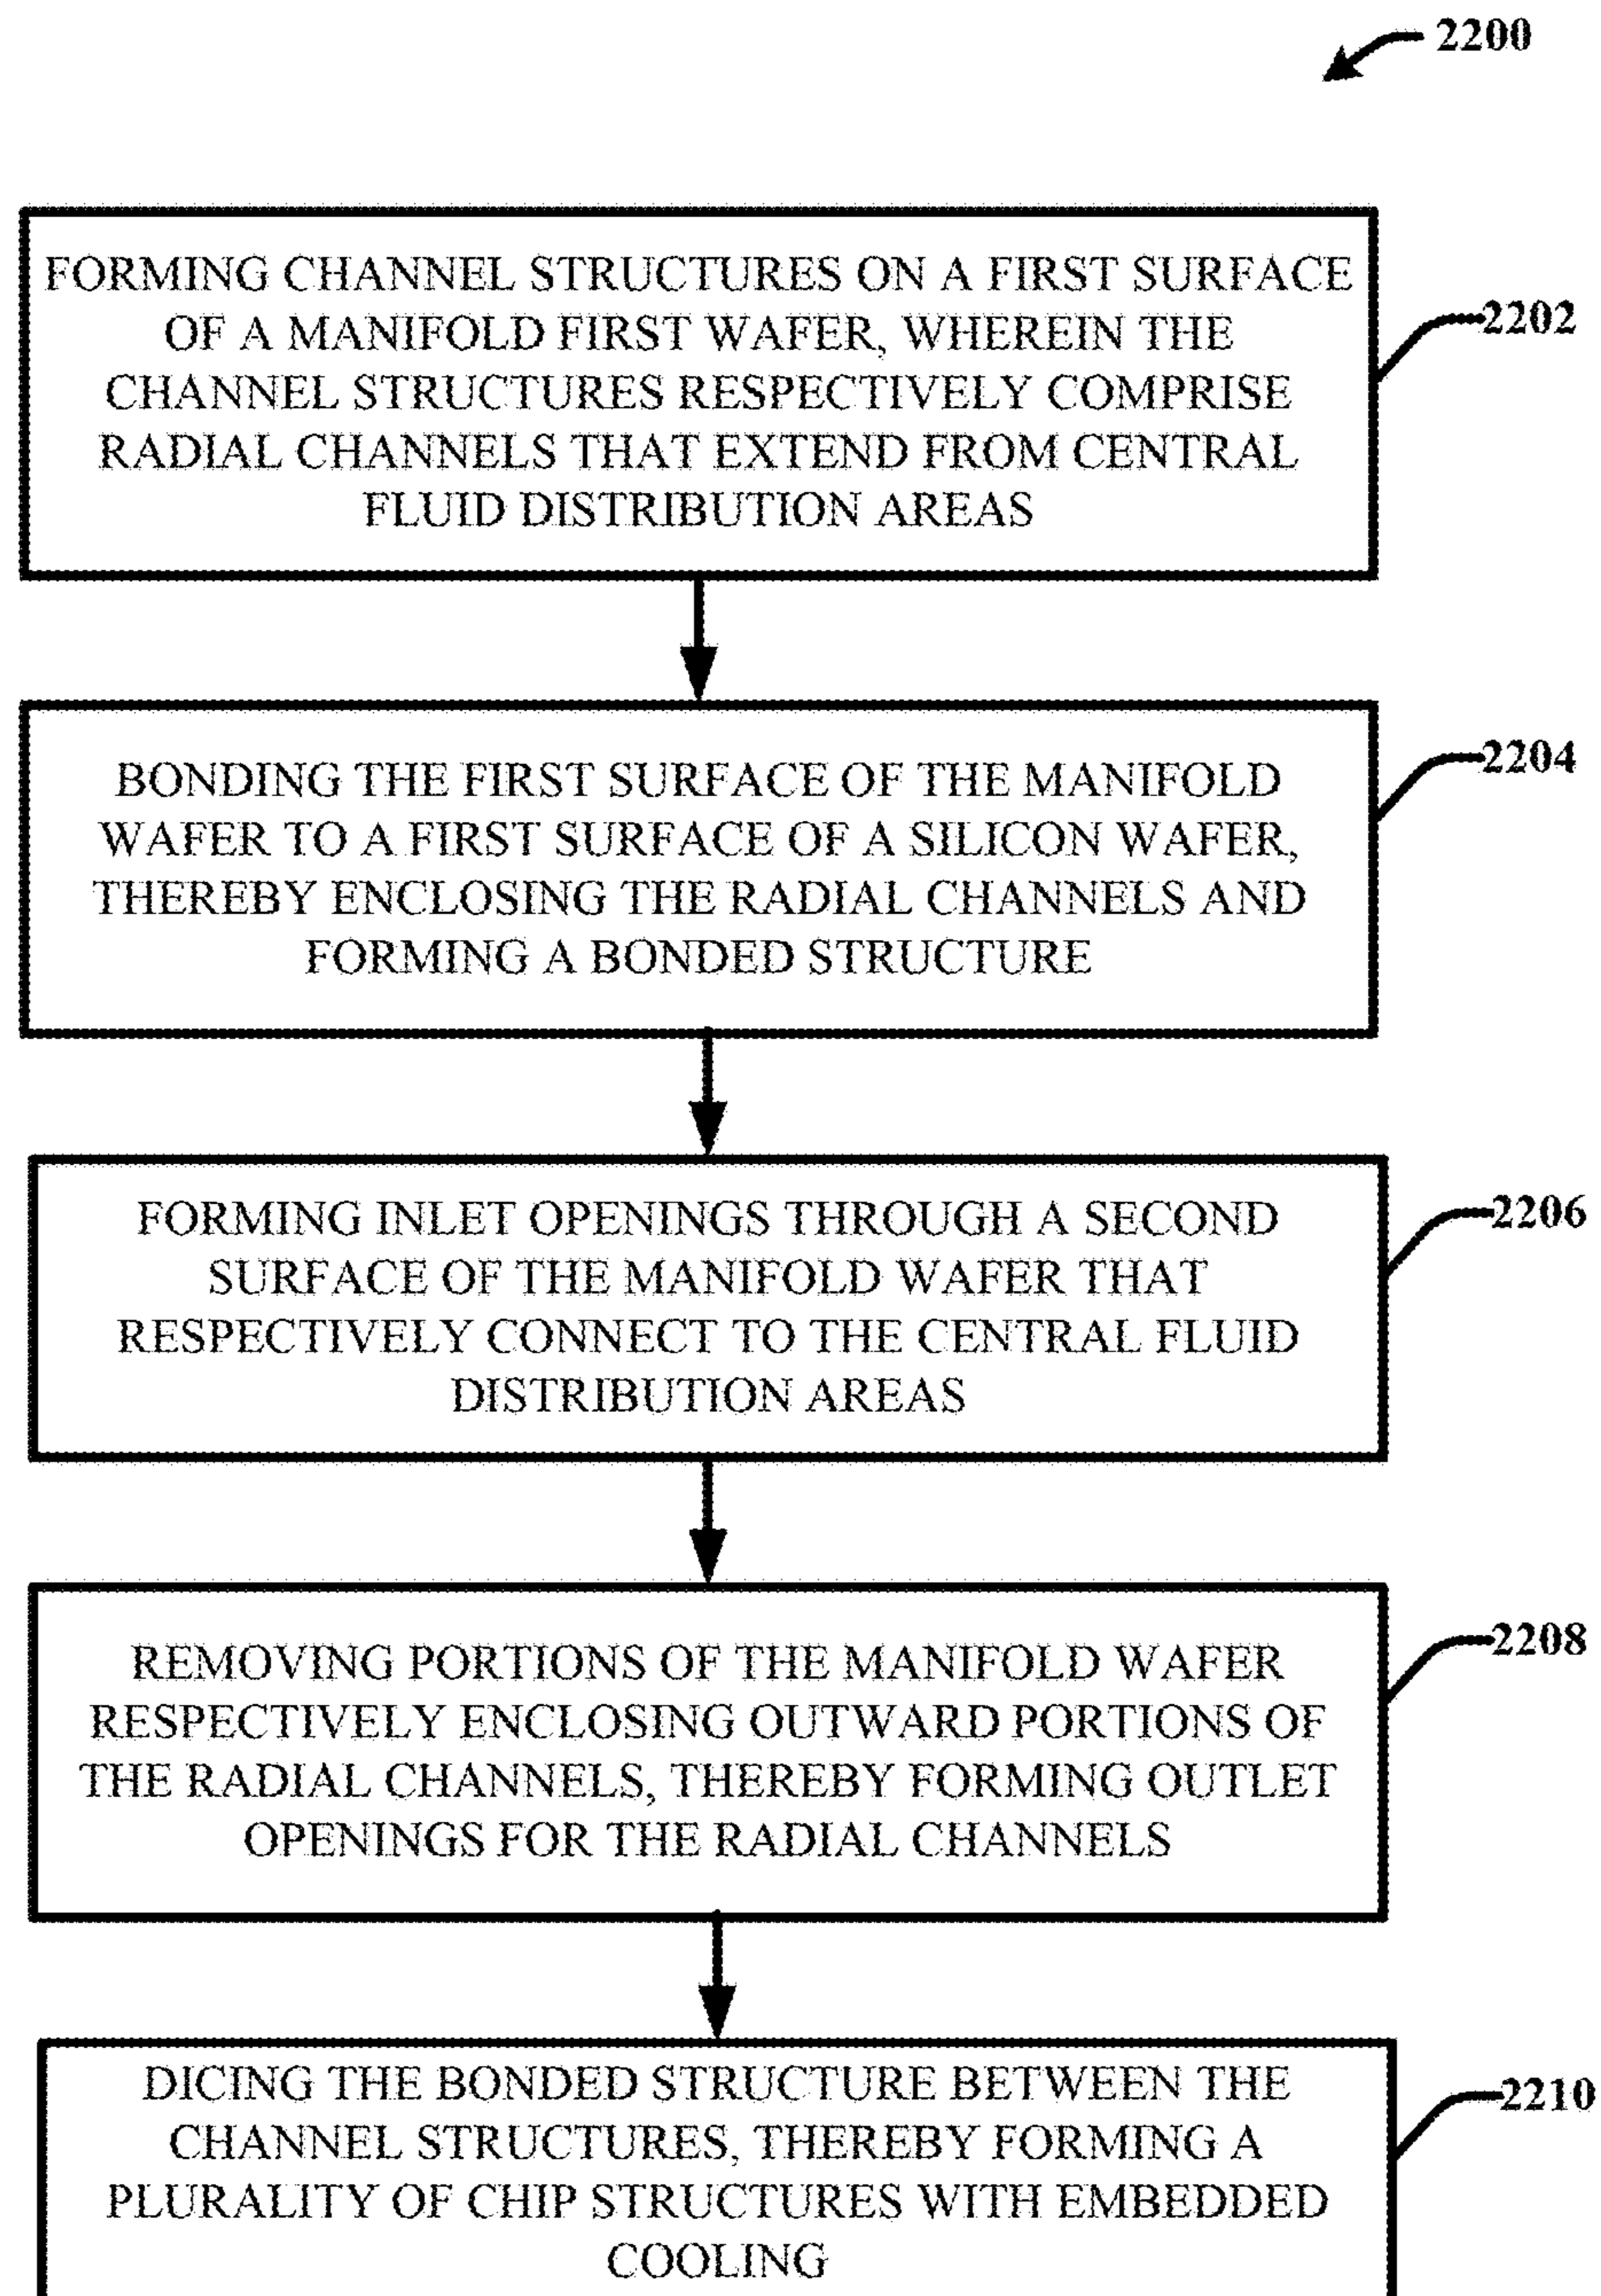 2200
FORMING CHANNEL STRUCTURES ON A FIRST SURFACE
OF A MANIFOLD FIRST WAFER, WHEREIN THE
CHANNEL STRUCTURES RESPECTIVELY COMPRISE
RADIAL CHANNELS THAT EXTEND FROM CENTRAL
FLUID DISTRIBUTION AREAS
2202
BONDING THE FIRST SURFACE OF THE MANIFOLD
WAFER TO A FIRST SURFACE OF A SILICON WAFER,
THEREBY ENCLOSING THE RADIAL CHANNELS AND
FORMING A BONDED STRUCTURE
2204
FORMING INLET OPENINGS THROUGH A SECOND
SURFACE OF THE MANIFOLD WAFER THAT
RESPECTIVELY CONNECT TO THE CENTRAL FLUID
DISTRIBUTION AREAS
2206
REMOVING PORTIONS OF THE MANIFOLD WAFER
RESPECTIVELY ENCLOSING OUTWARD PORTIONS OF
THE RADIAL CHANNELS, THEREBY FORMING OUTLET
OPENINGS FOR THE RADIAL CHANNELS
2208
DICING THE BONDED STRUCTURE BETWEEN THE
CHANNEL STRUCTURES, THEREBY FORMING A
PLURALITY OF CHIP STRUCTURES WITH EMBEDDED
COOLING
2210